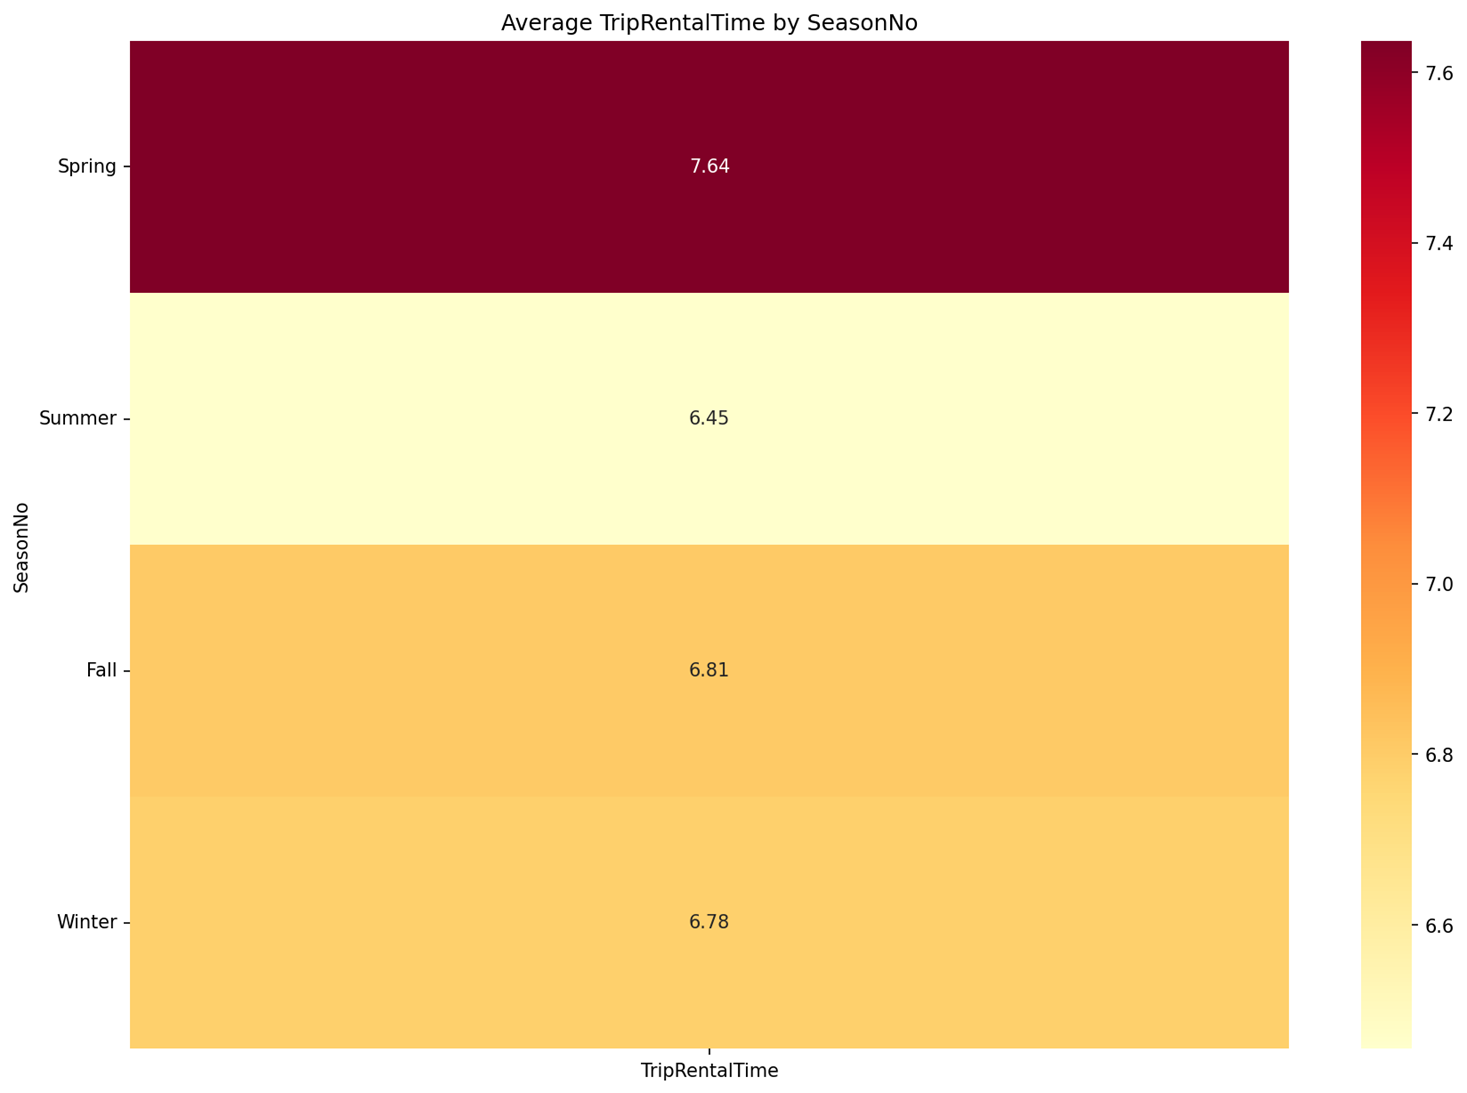 Average TripRentalTime by SeasonNo
SeasonNo
Spring
7.64
Summer
6.45
Fall
6.81
Winter
6.78
TripRentalTime
7.6
7.4
7.2
7.0
6.8
6.6